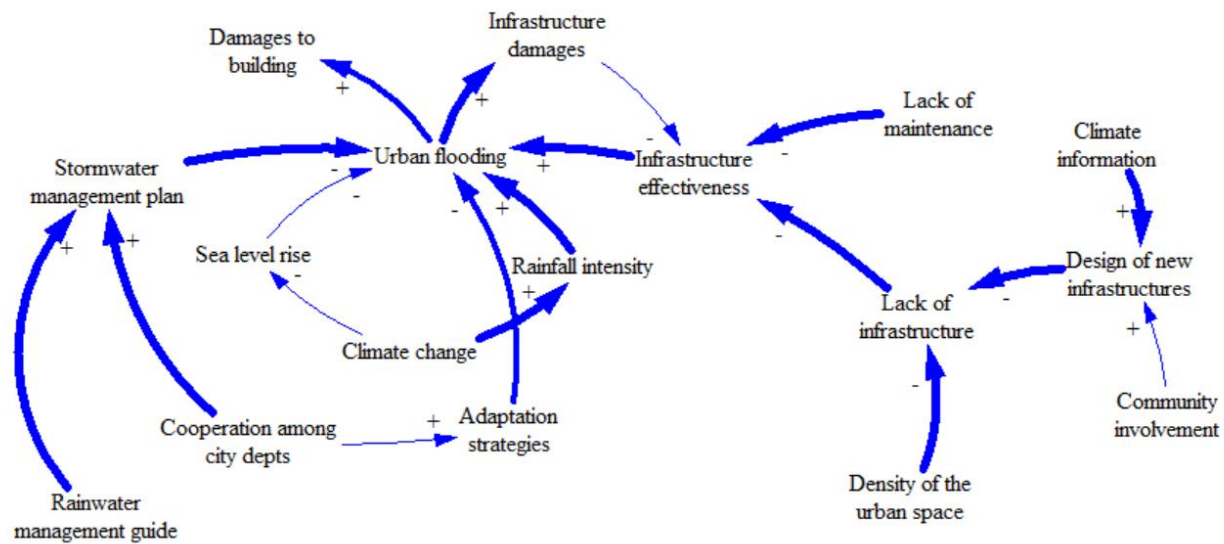 Infrastructure
damages
Damages to
building
+
+
Lack of
maintenance
Climate
information
-
-
Urban flooding
+
Infrastructure
effectiveness
Stormwater
management plan
-
-
-
+
+
+
+
-
Sea level rise
-
Rainfall intensity
+
Design of new
infrastructures
-
Lack of
infrastructure
+
Climate change
-
Community
involvement
Cooperation among
city depts
+
Adaptation
strategies
Density of the
urban space
Rainwater
management guide